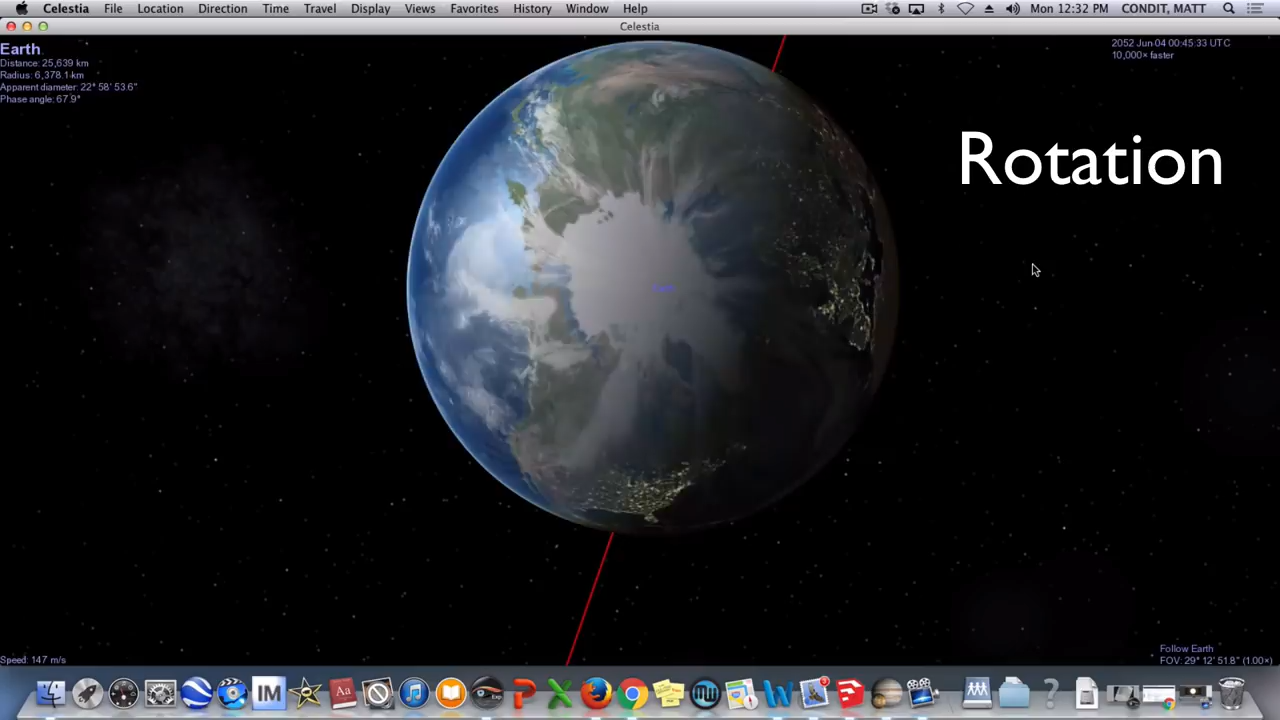 Celestia File Location Direction Time Travel Display Views Favorites History Window Help Mon 12:32 PM CONDIT, MATT
Celestia
Earth
Distance: 25,639 km
Radius: 6,378.1 km
Apparent diameter: 22° 58' 53.6"
Phase angle: 67.9°
2052 Jun 04 00:45:33 UTC
10,000× faster
Rotation
Speed: 147 m/s
Follow Earth
FOV: 29° 12' 51.8" (1.00×)
IM
Aa